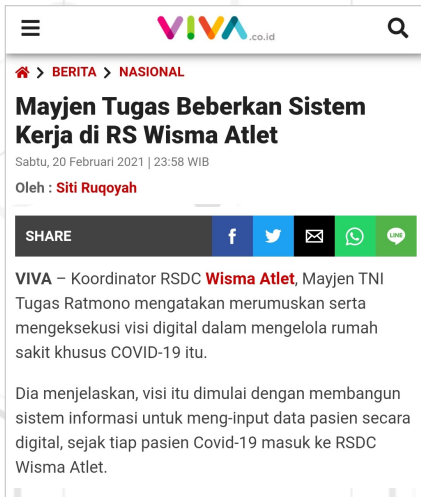 VIVA.co.id
BERITA > NASIONAL
Mayjen Tugas Beberkan Sistem
Kerja di RS Wisma Atlet
Sabtu, 20 Februari 2021 | 23:58 WIB
Oleh : Siti Ruqoyah
SHARE
LINE
VIVA – Koordinator RSDC Wisma Atlet, Mayjen TNI
Tugas Ratmono mengatakan merumuskan serta
mengeksekusi visi digital dalam mengelola rumah
sakit khusus COVID-19 itu.
Dia menjelaskan, visi itu dimulai dengan membangun
sistem informasi untuk meng-input data pasien secara
digital, sejak tiap pasien Covid-19 masuk ke RSDC
Wisma Atlet.